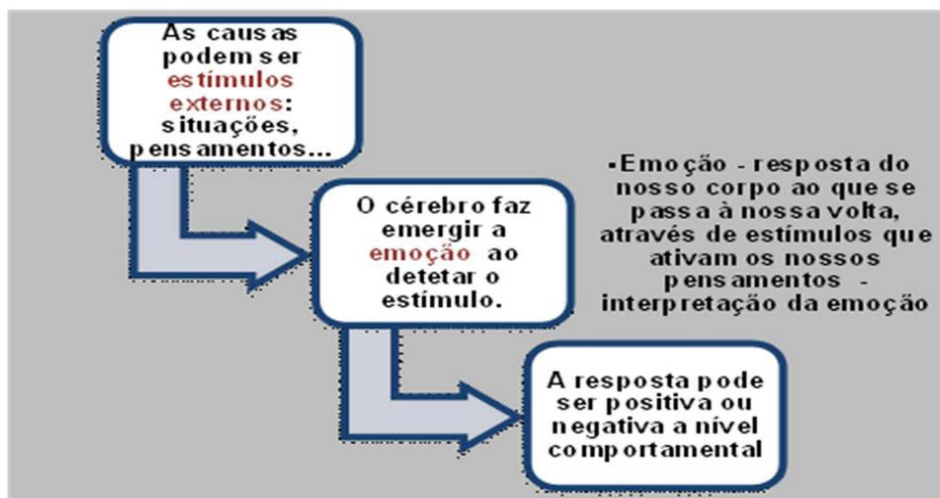 As causas
podem ser
estímulos
externos:
situações,
pensamentos...
O cérebro faz
emergir a
emoção ao
detetar o
estímulo.
▪Emoção - resposta do
nosso corpo ao que se
passa à nossa volta,
através de estímulos que
ativam os nossos
pensamentos -
interpretação da emoção
A resposta pode
ser positiva ou
negativa a nível
comportamental